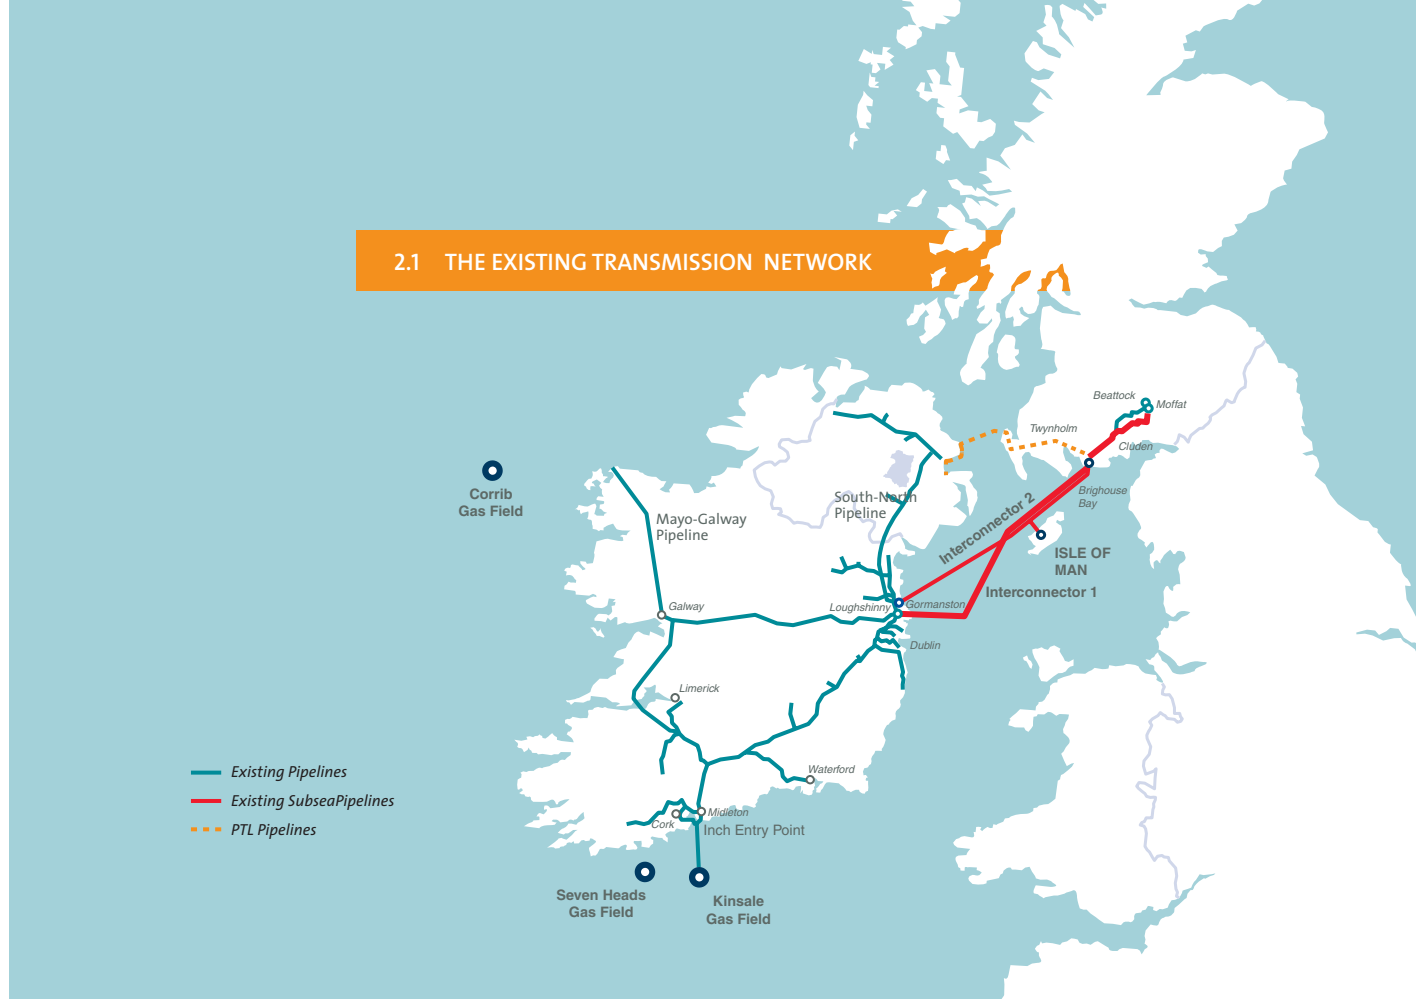 2.1 THE EXISTING TRANSMISSION NETWORK
Beattock
Moffat
Twynholm
Cluden
Brighouse
Bay
Corrib
Gas Field
South-North
Pipeline
Mayo-Galway
Pipeline
Interconnector 2
ISLE OF
MAN
Interconnector 1
Galway
Loughshinny
Gormanston
Dublin
Limerick
Waterford
Existing Pipelines
Existing SubseaPipelines
PTL Pipelines
Midleton
Cork
Inch Entry Point
Seven Heads
Gas Field
Kinsale
Gas Field